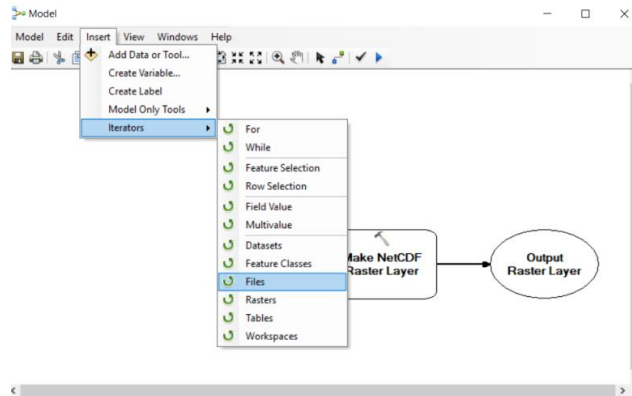 Model
Model Edit Insert View Windows Help
Add Data or Tool...
Create Variable...
Create Label
Model Only Tools
Iterators
For
While
Feature Selection
Row Selection
Field Value
Multivalue
Datasets
Feature Classes
Files
Rasters
Tables
Workspaces
Make NetCDF
Raster Layer
Output
Raster Layer